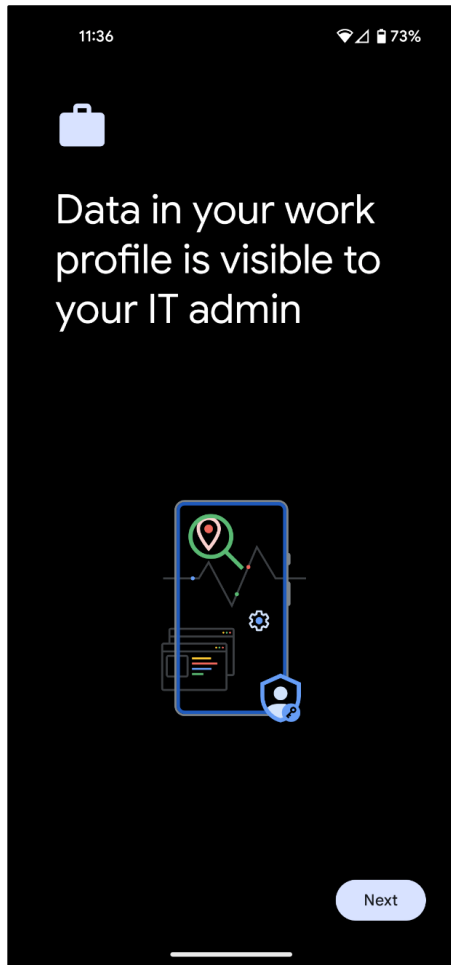 11:36 73%
Data in your work
profile is visible to
your IT admin
Next